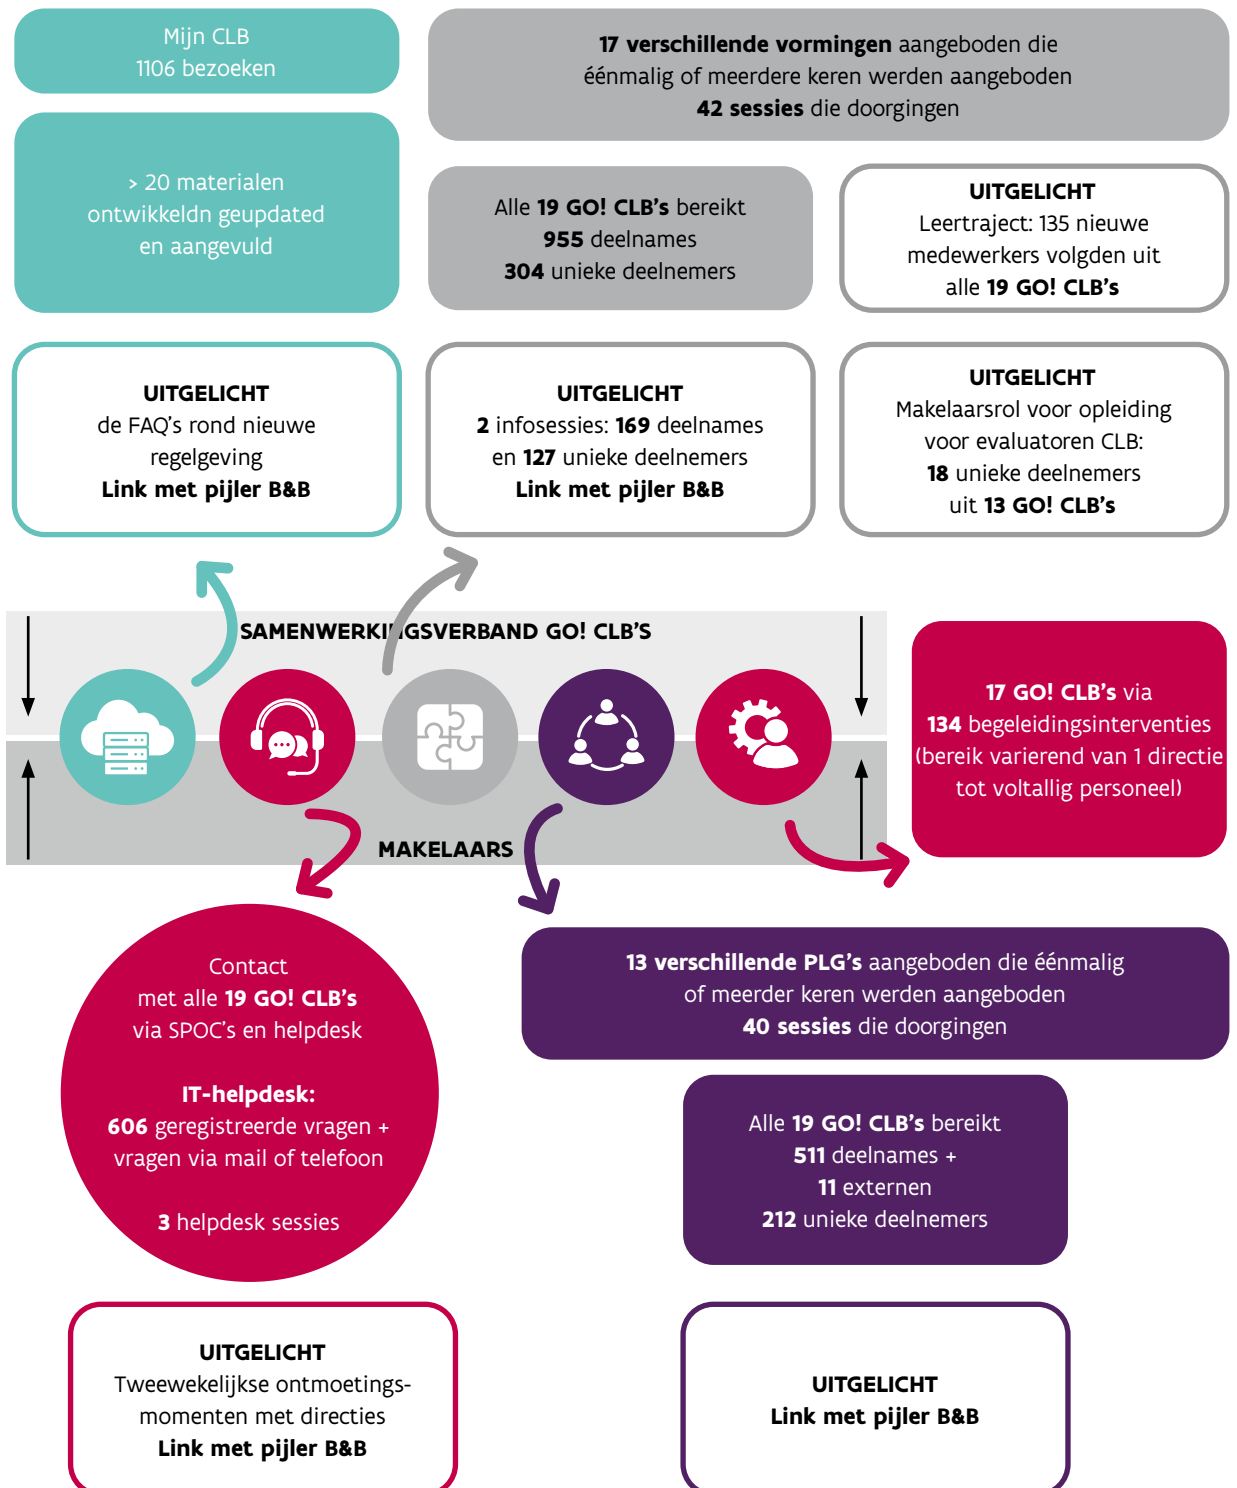 Mijn CLB
1106 bezoeken
> 20 materialen
ontwikkeldn geupdated
en aangevuld
17 verschillende vormingen aangeboden die
éénmalig of meerdere keren werden aangeboden
42 sessies die doorgingen
Alle 19 GO! CLB's bereikt
955 deelnames
304 unieke deelnemers
UITGELICHT
Leertraject: 135 nieuwe
medewerkers volgden uit
alle 19 GO! CLB's
UITGELICHT
de FAQ's rond nieuwe
regelgeving
Link met pijler B&B
UITGELICHT
2 infosessies: 169 deelnames
en 127 unieke deelnemers
Link met pijler B&B
UITGELICHT
Makelaarsrol voor opleiding
voor evaluatoren CLB:
18 unieke deelnemers
uit 13 GO! CLB's
SAMENWERKINGSVERBAND GO! CLB'S
MAKELAARS
17 GO! CLB's via
134 begeleidingsinterventies
(bereik varierend van 1 directie
tot voltallig personeel)
Contact
met alle 19 GO! CLB's
via SPOC's en helpdesk
IT-helpdesk:
606 geregistreerde vragen +
vragen via mail of telefoon
3 helpdesk sessies
13 verschillende PLG's aangeboden die éénmalig
of meerder keren werden aangeboden
40 sessies die doorgingen
Alle 19 GO! CLB's bereikt
511 deelnames +
11 externen
212 unieke deelnemers
UITGELICHT
Tweewekelijkse ontmoetings-
momenten met directies
Link met pijler B&B
UITGELICHT
Link met pijler B&B